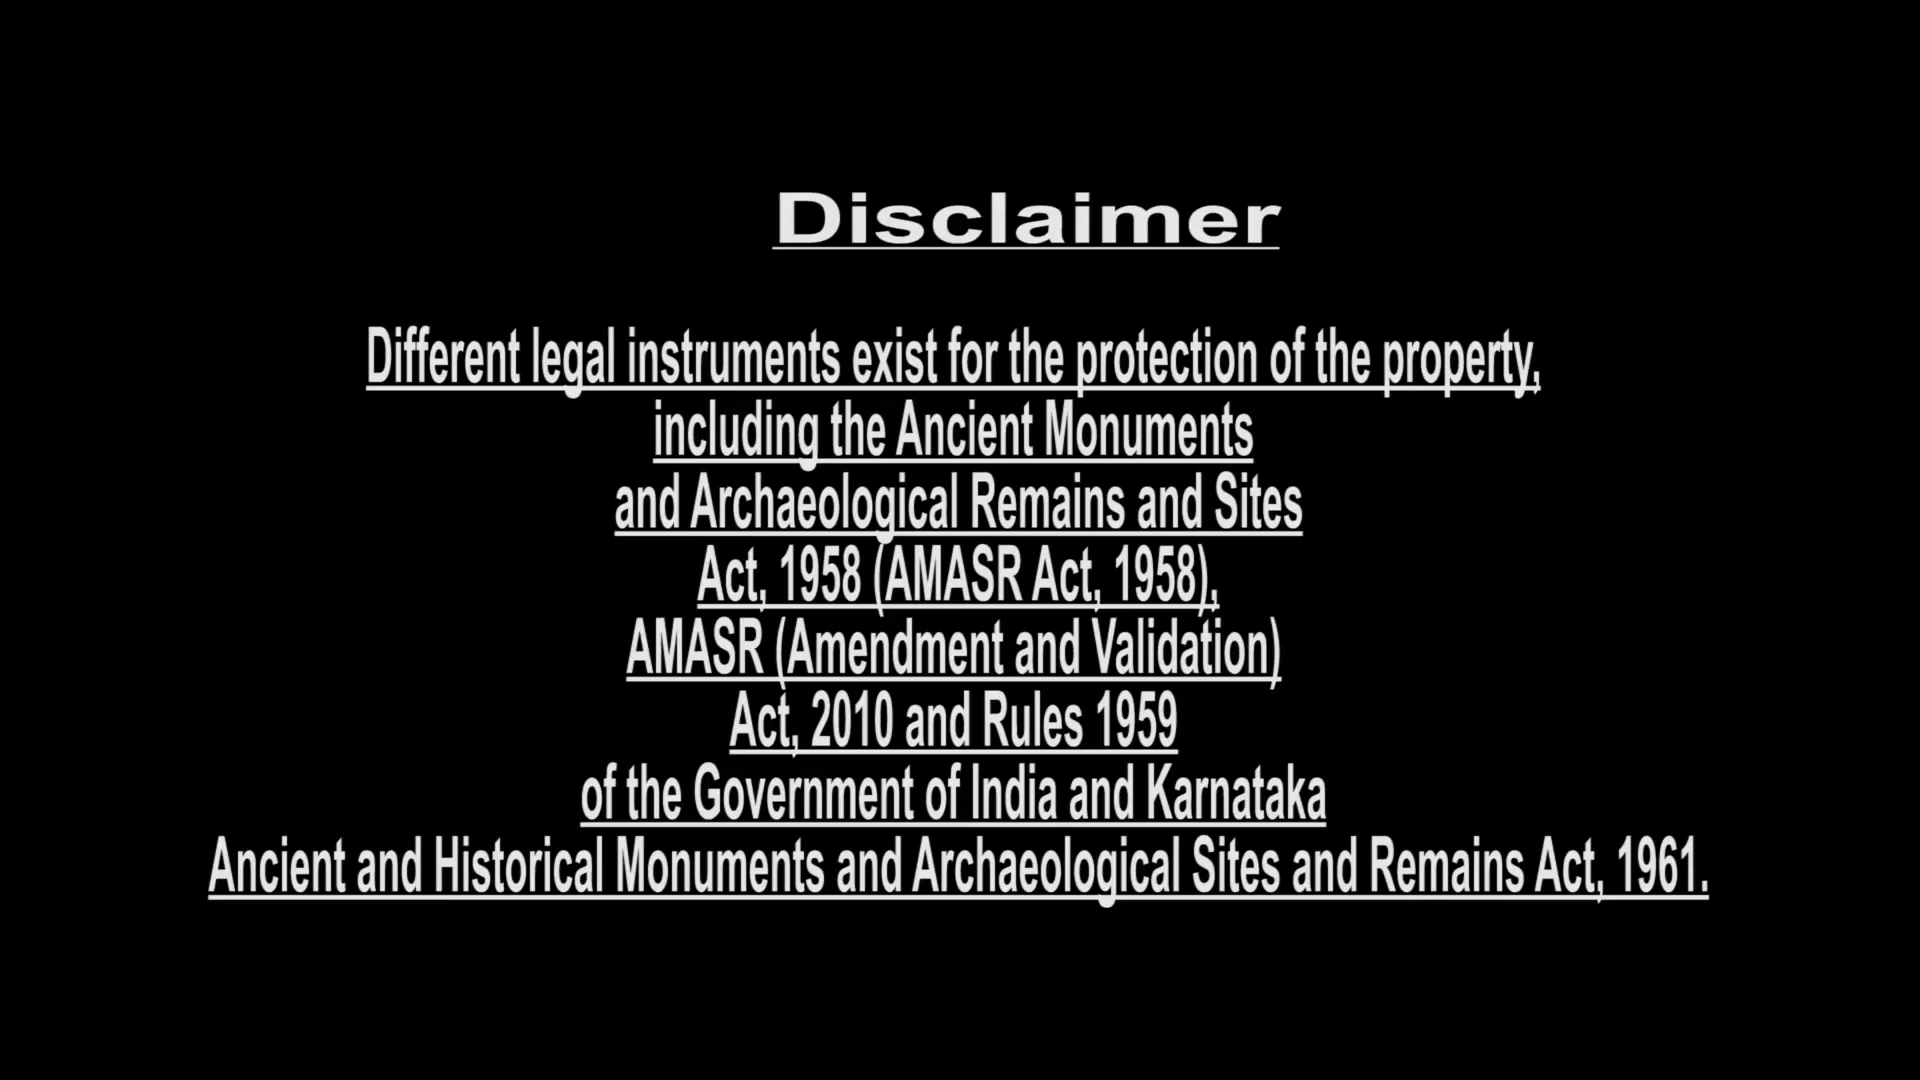 Disclaimer
Different legal instruments exist for the protection of the property,
including the Ancient Monuments
and Archaeological Remains and Sites
Act, 1958 (AMASR Act, 1958),
AMASR (Amendment and Validation)
Act, 2010 and Rules 1959
of the Government of India and Karnataka
Ancient and Historical Monuments and Archaeological Sites and Remains Act, 1961.